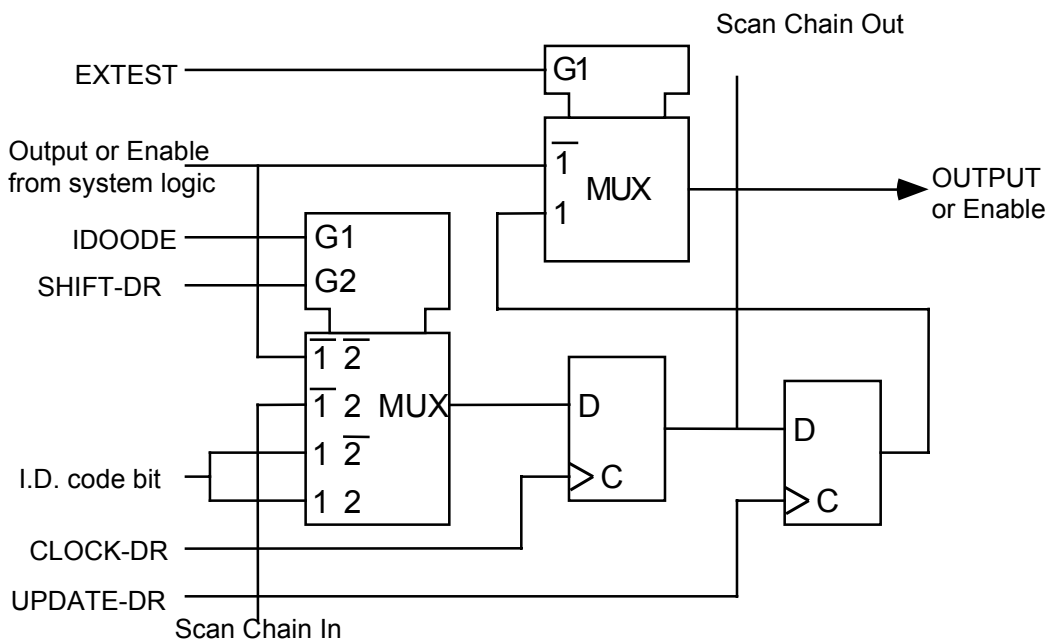 Scan Chain Out
EXTEST
G1
Output or Enable
from system logic
1
MUX
1
OUTPUT
or Enable
IDOODE
G1
SHIFT-DR
G2
1 2
1 2 MUX
1 2
1 2
I.D. code bit
D
C
D
C
CLOCK-DR
UPDATE-DR
Scan Chain In